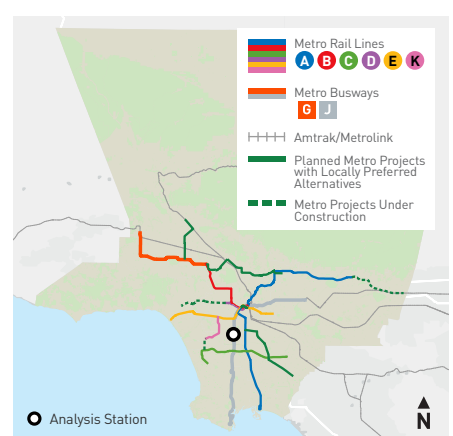 Metro Rail Lines
A B C D E K
Metro Busways
G J
Amtrak/Metrolink
Planned Metro Projects
with Locally Preferred
Alternatives
Metro Projects Under
Construction
Analysis Station
N